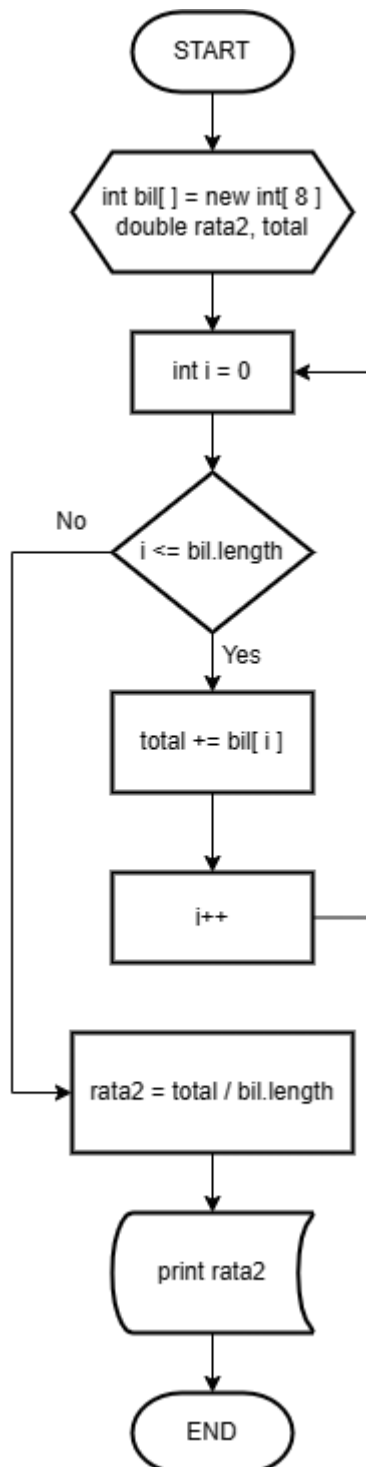 START
int bil[ ] = new int[ 8 ]
double rata2, total
int i = 0
i <= bil.length
No
Yes
total += bil[ i ]
i++
rata2 = total / bil.length
print rata2
END